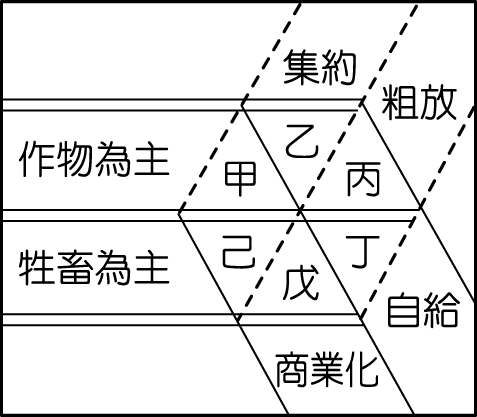 集約
粗放
作物為主
甲
乙
丙
牲畜為主
己
戊
丁
自給
商業化